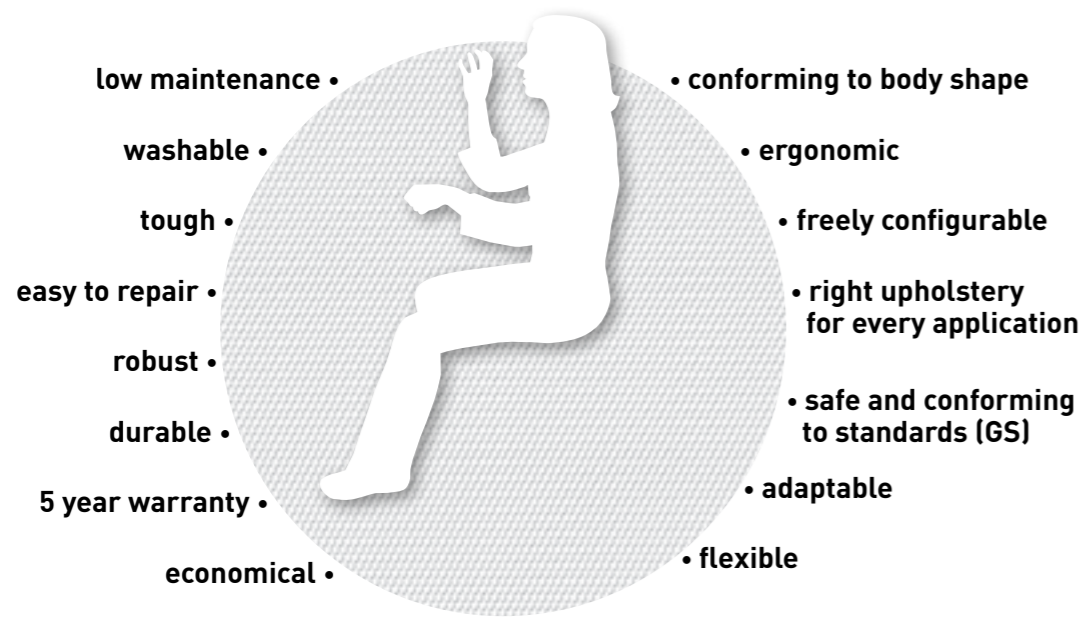 low maintenance •
washable •
tough •
easy to repair •
robust •
durable •
5 year warranty •
economical •
• conforming to body shape
• ergonomic
• freely configurable
• right upholstery
for every application
• safe and conforming
to standards (GS)
• adaptable
• flexible